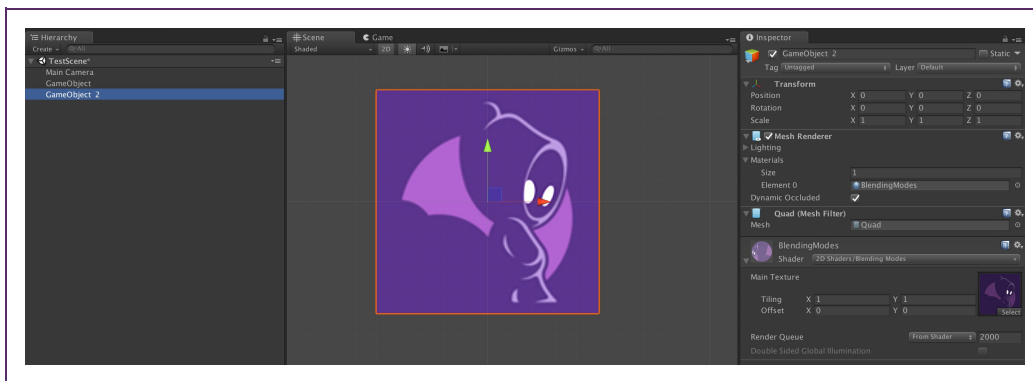 Hierarchy
Create All
TestScene*
Main Camera
GameObject
GameObject 2
Scene Game
Shaded 2D Gizmos All
Inspector
GameObject 2 Static
Tag Untagged Layer Default
Transform
Position X 0 Y 0 Z 0
Rotation X 0 Y 0 Z 0
Scale X 1 Y 1 Z 1
Mesh Renderer
Lighting
Materials
Size 1
Element 0 BlendingModes
Dynamic Occluded
Quad (Mesh Filter)
Mesh Quad
BlendingModes
Shader 2D Shaders/Blending Modes
Main Texture
Tiling X 1 Y 1
Offset X 0 Y 0
Select
Render Queue From Shader 2000
Double Sided Global Illumination